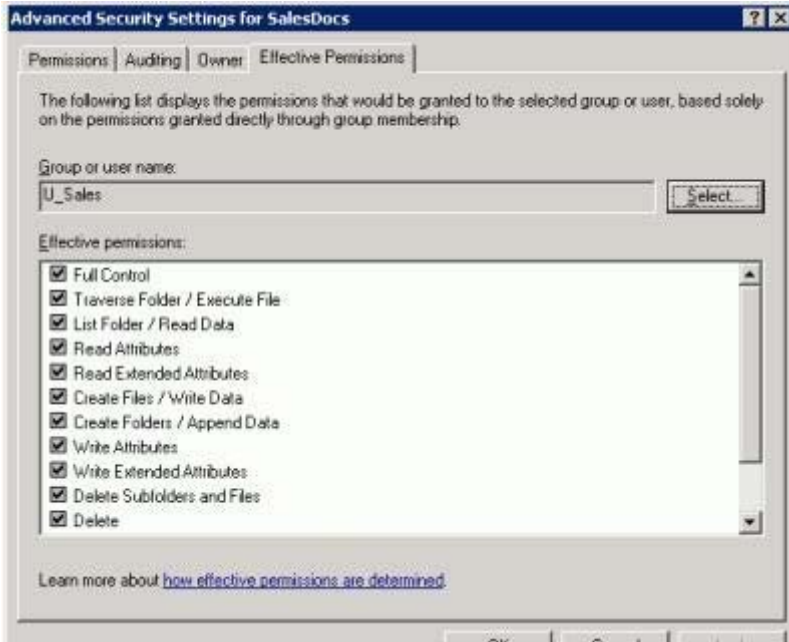 Advanced Security Settings for SalesDocs
Permissions Auditing Owner Effective Permissions
The following list displays the permissions that would be granted to the selected group or user, based solely
on the permissions granted directly through group membership.
Group or user name:
U_Sales Select...
Effective permissions:
Full Control
Traverse Folder / Execute File
List Folder / Read Data
Read Attributes
Read Extended Attributes
Create Files / Write Data
Create Folders / Append Data
Write Attributes
Write Extended Attributes
Delete Subfolders and Files
Delete
Learn more about how effective permissions are determined.